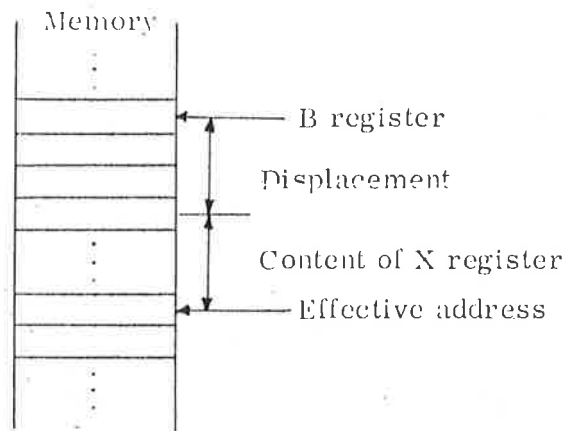 Memory
B register
Displacement
Content of X register
Effective address